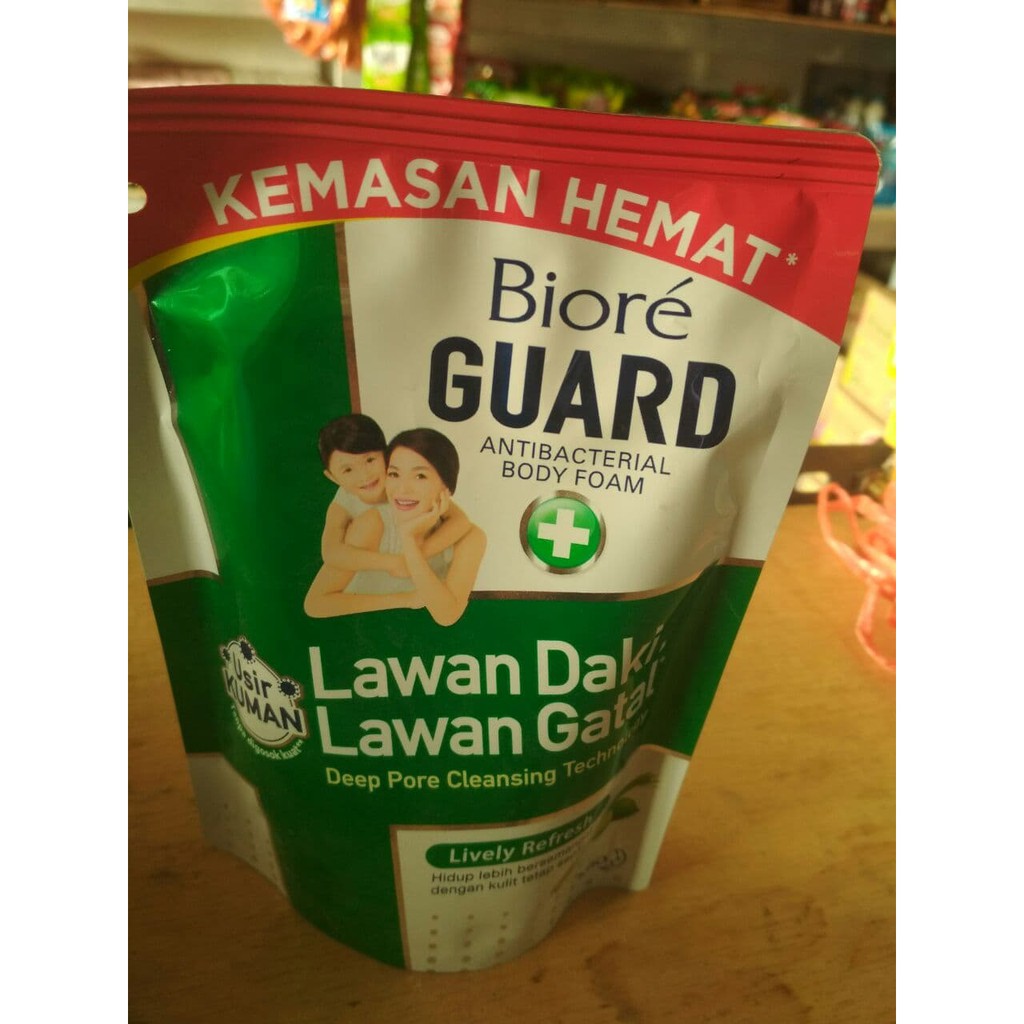 KEMASAN HEMAT*
Bioré
GUARD
ANTIBACTERIAL
BODY FOAM
Usir
KUMAN
Lawan Daki,
Lawan Gatal
Deep Pore Cleansing Technology
Lively Refresh
Hidup lebih
dengan kulit tetap